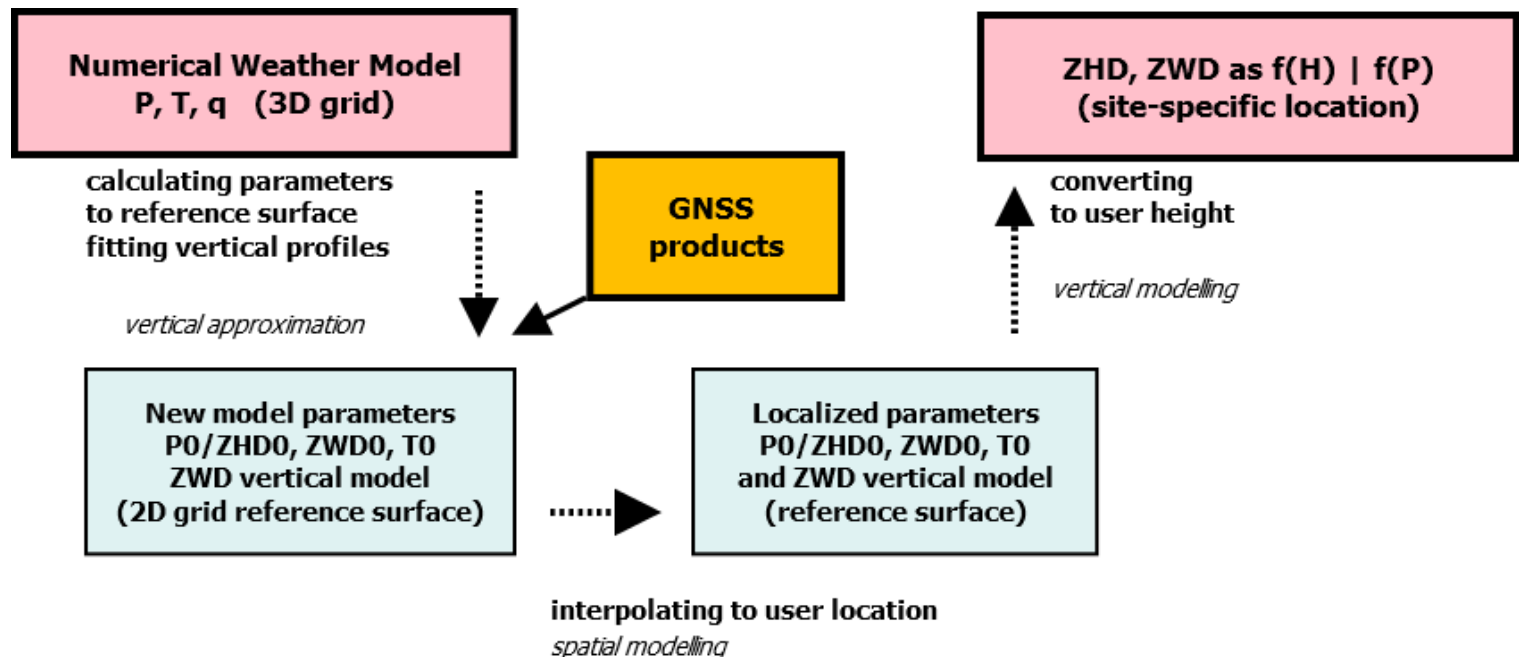 Numerical Weather Model
P, T, q (3D grid)
ZHD, ZWD as f(H) | f(P)
(site-specific location)
calculating parameters
to reference surface
fitting vertical profiles
vertical approximation
GNSS
products
converting
to user height
vertical modelling
New model parameters
P0/ZHD0, ZWD0, T0
ZWD vertical model
(2D grid reference surface)
Localized parameters
P0/ZHD0, ZWD0, T0
and ZWD vertical model
(reference surface)
interpolating to user location
spatial modelling